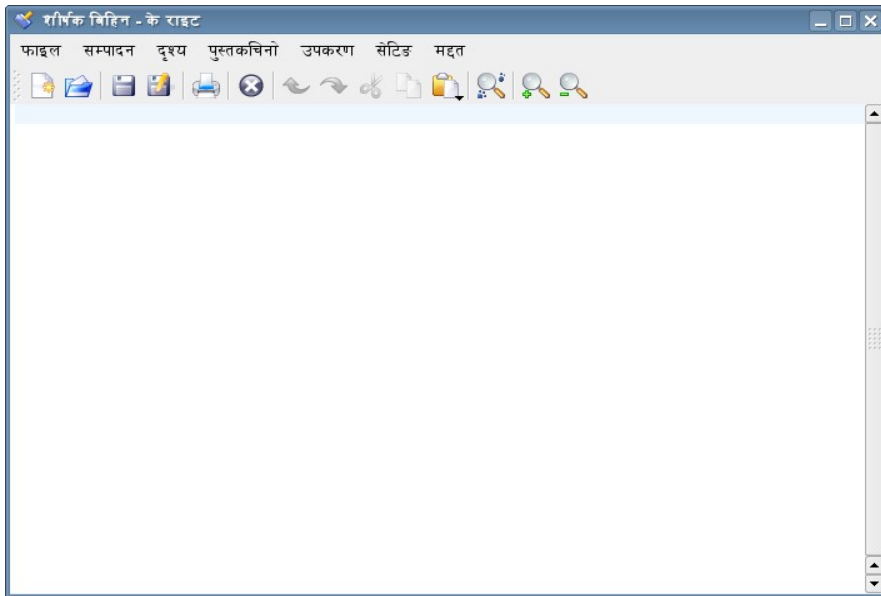 शीर्षक बिहिन - के राइट
फाइल सम्पादन दृश्य पुस्तकचिनो उपकरण सेटिङ मद्दत